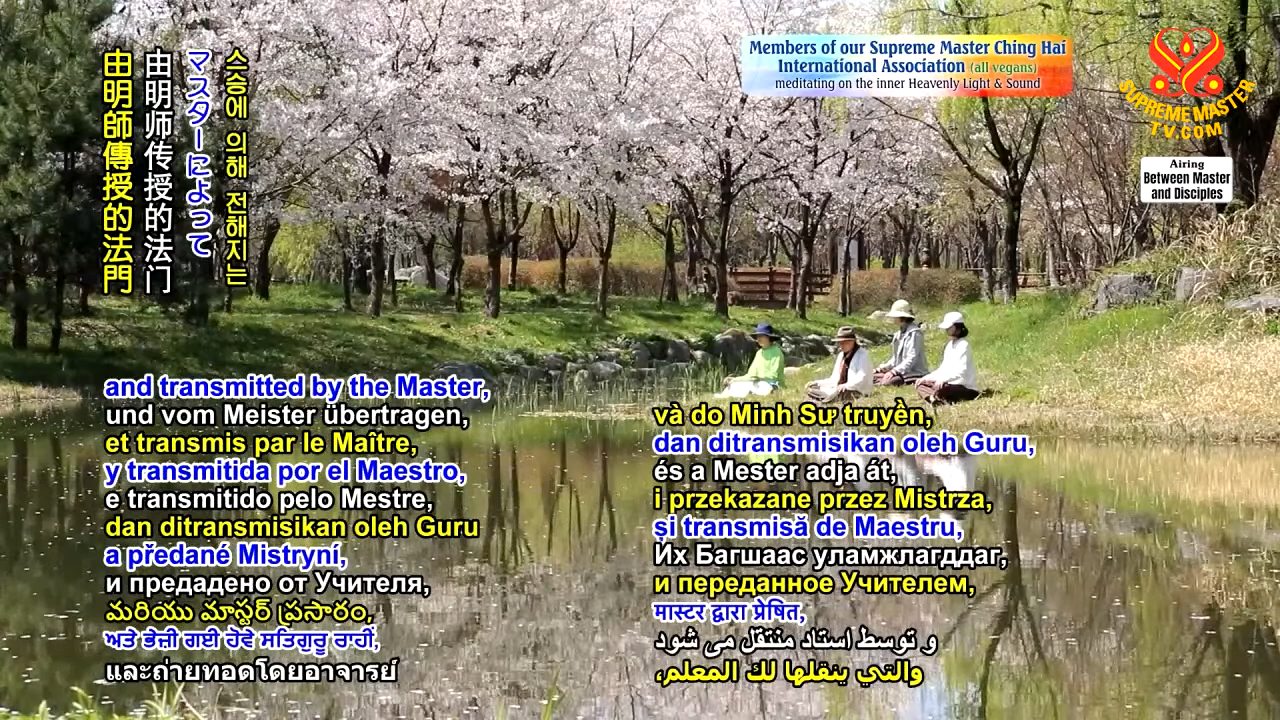 Members of our Supreme Master Ching Hai
International Association (all vegans)
meditating on the inner Heavenly Light & Sound
SUPREME MASTER
TV.COM
Airing
Between Master
and Disciples
스승에 의해 전해지는
マスターによって
由明师传授的法门
由明師傳授的法門
and transmitted by the Master,
und vom Meister übertragen,
et transmis par le Maître,
y transmitida por el Maestro,
e transmitido pelo Mestre,
dan ditransmisikan oleh Guru
a předané Mistryní,
и предадено от Учителя,
మరియు మాస్టర్ ప్రసారం,
ਅਤੇ ਭੇਜੀ ਗਈ ਹੋਵੇ ਸਤਿਗੁਰੂ ਰਾਹੀਂ,
และถ่ายทอดโดยอาจารย์
và do Minh Sư truyền,
dan ditransmisikan oleh Guru,
és a Mester adja át,
i przekazane przez Mistrza,
și transmisă de Maestru,
Их Багшаас уламжлагддаг,
и переданное Учителем,
मास्टर द्वारा प्रेषित,
و توسط استاد منتقل می شود
والتي ينقلها لك المعلم،